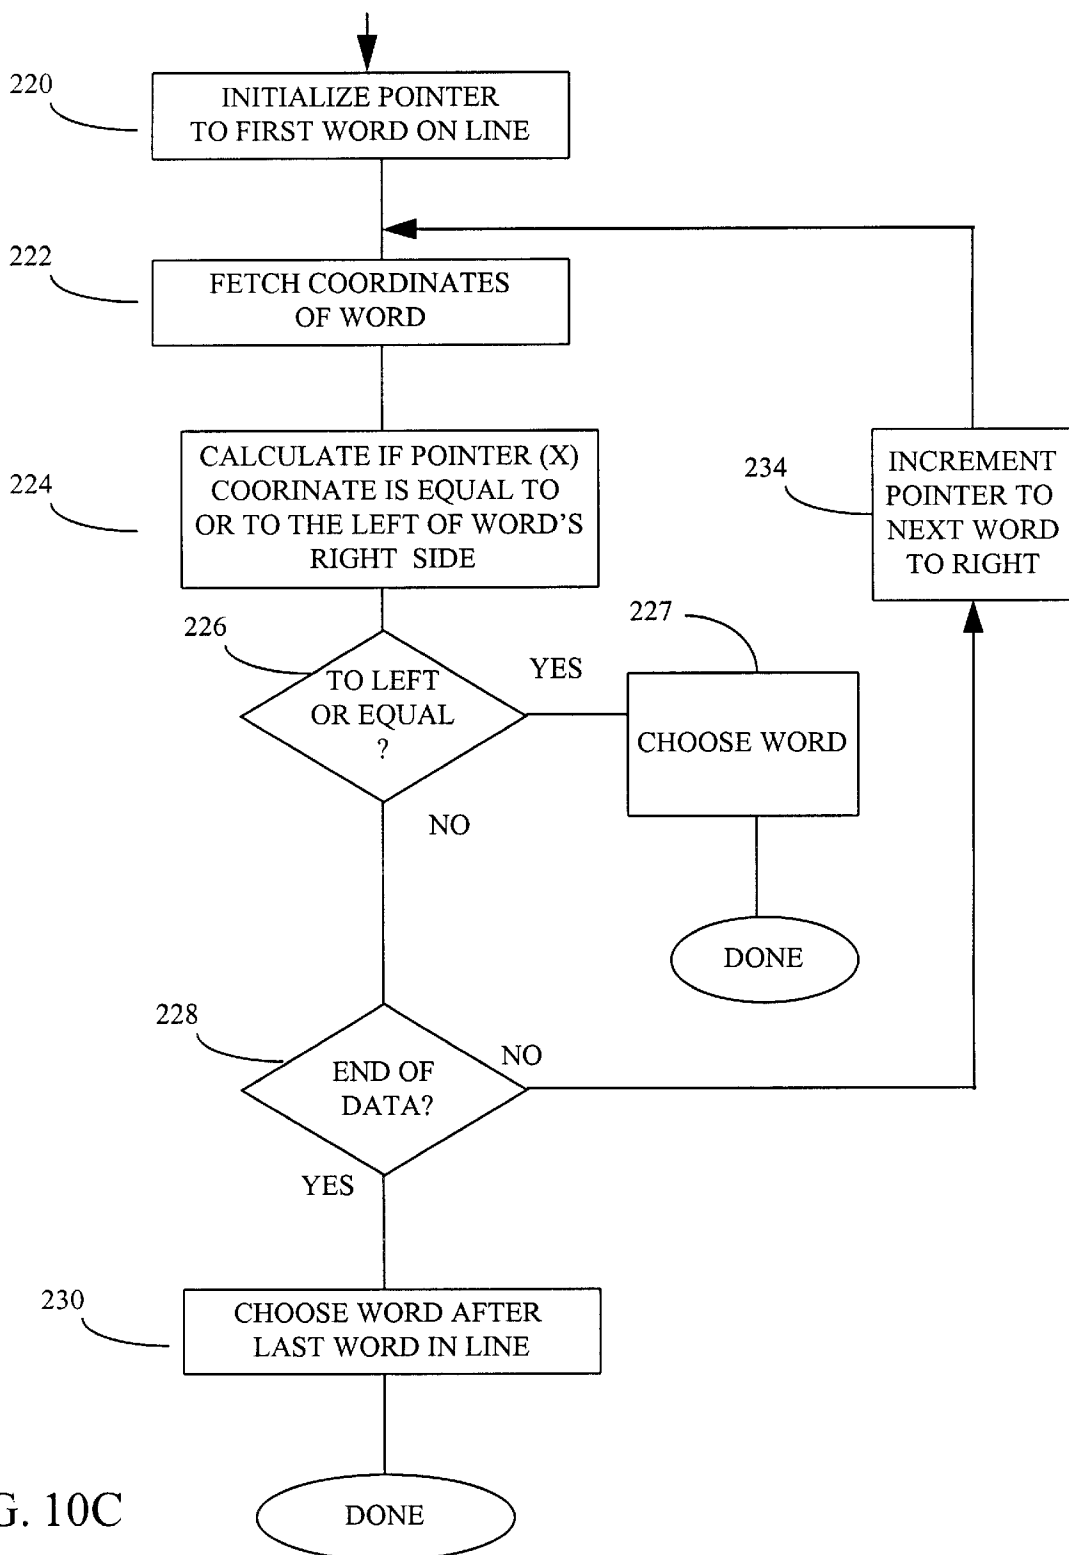 220
INITIALIZE POINTER
TO FIRST WORD ON LINE
222
FETCH COORDINATES
OF WORD
224
CALCULATE IF POINTER (X)
COORINATE IS EQUAL TO
OR TO THE LEFT OF WORD'S
RIGHT SIDE
234
INCREMENT
POINTER TO
NEXT WORD
TO RIGHT
226
TO LEFT
OR EQUAL
?
YES
227
CHOOSE WORD
NO
DONE
228
END OF
DATA?
NO
YES
230
CHOOSE WORD AFTER
LAST WORD IN LINE
DONE
G. 10C